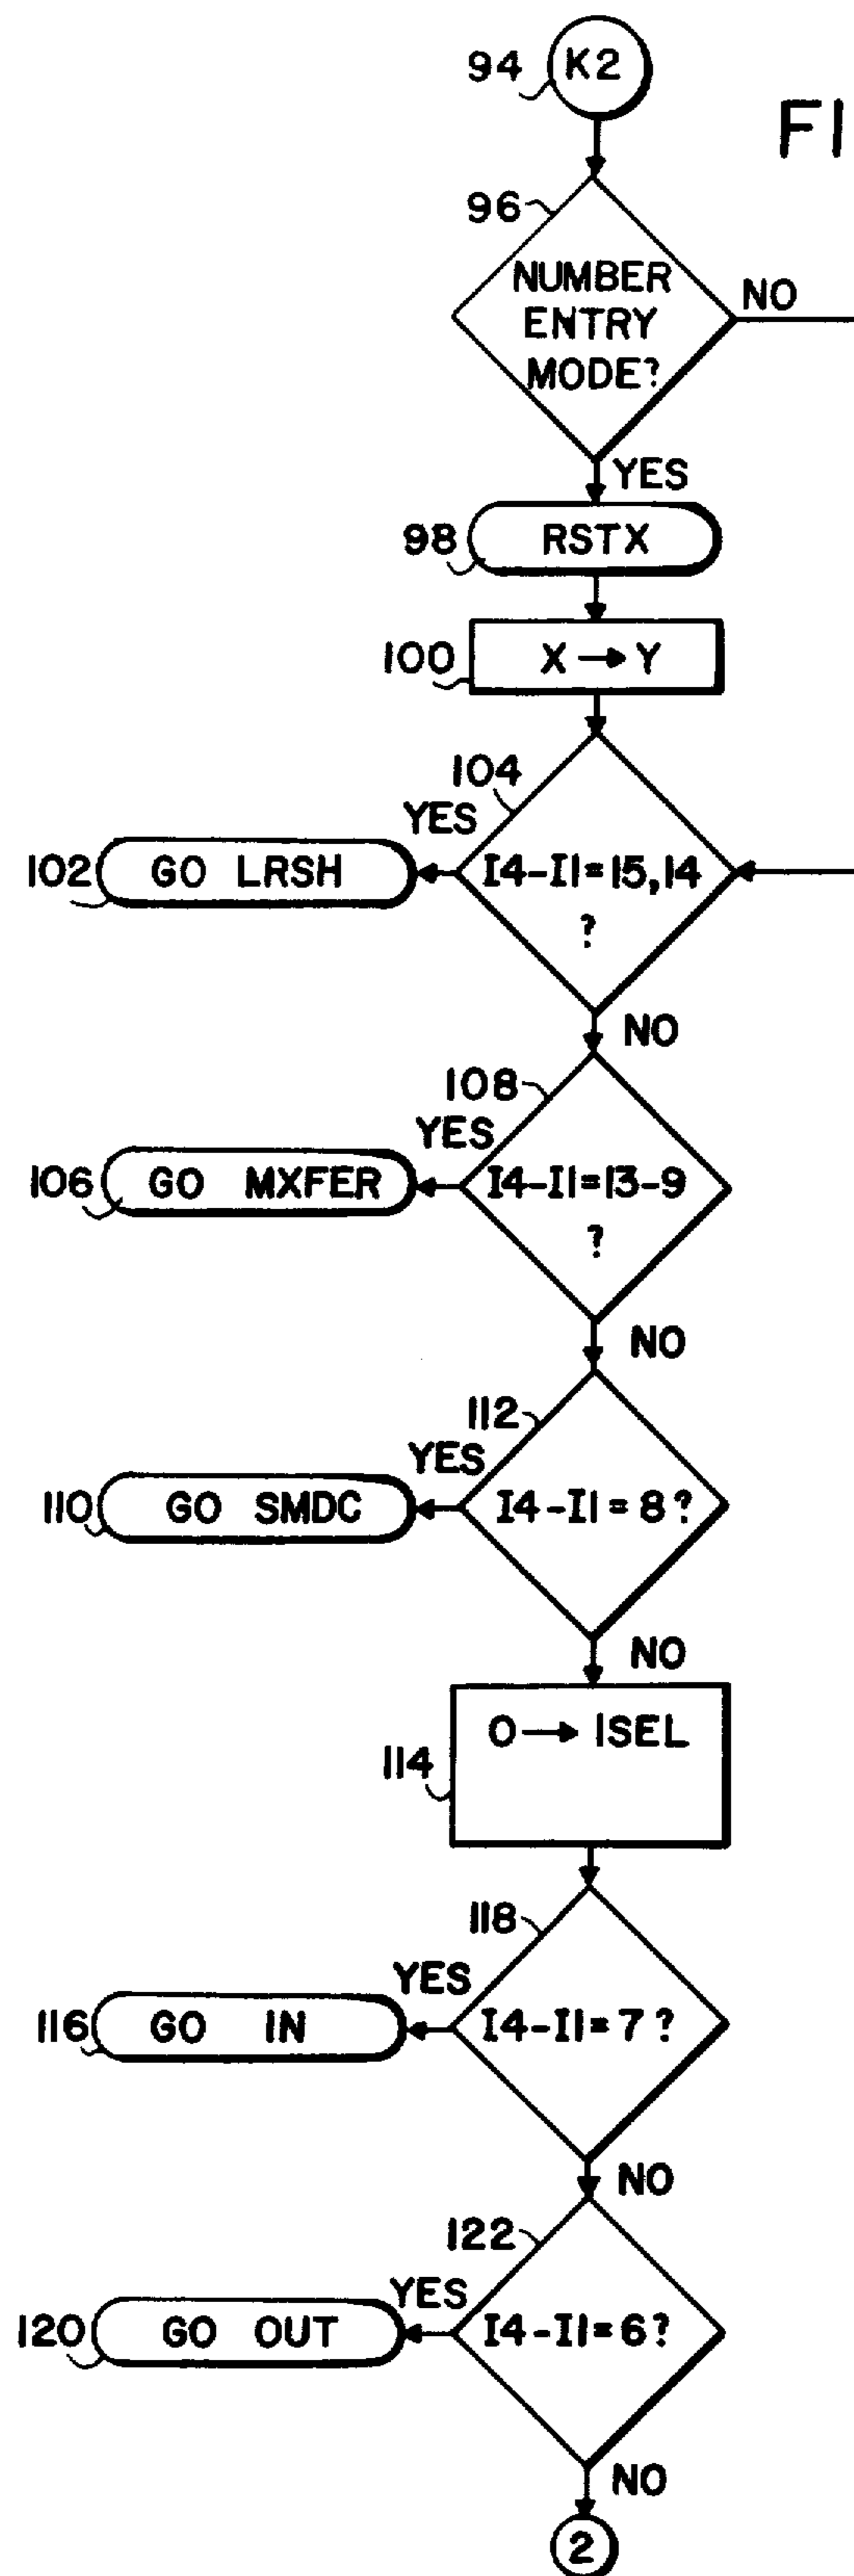 94 K2
FI
96
NUMBER
ENTRY
MODE?
NO
YES
98 RSTX
100 X → Y
104
YES
102 GO LRSH
I4-I1=15,14
?
NO
108
YES
106 GO MXFER
I4-I1=13-9
?
NO
112
YES
110 GO SMDC
I4-I1=8?
NO
0 → ISEL
114
118
YES
116 GO IN
I4-I1=7?
NO
122
YES
120 GO OUT
I4-I1=6?
NO
2